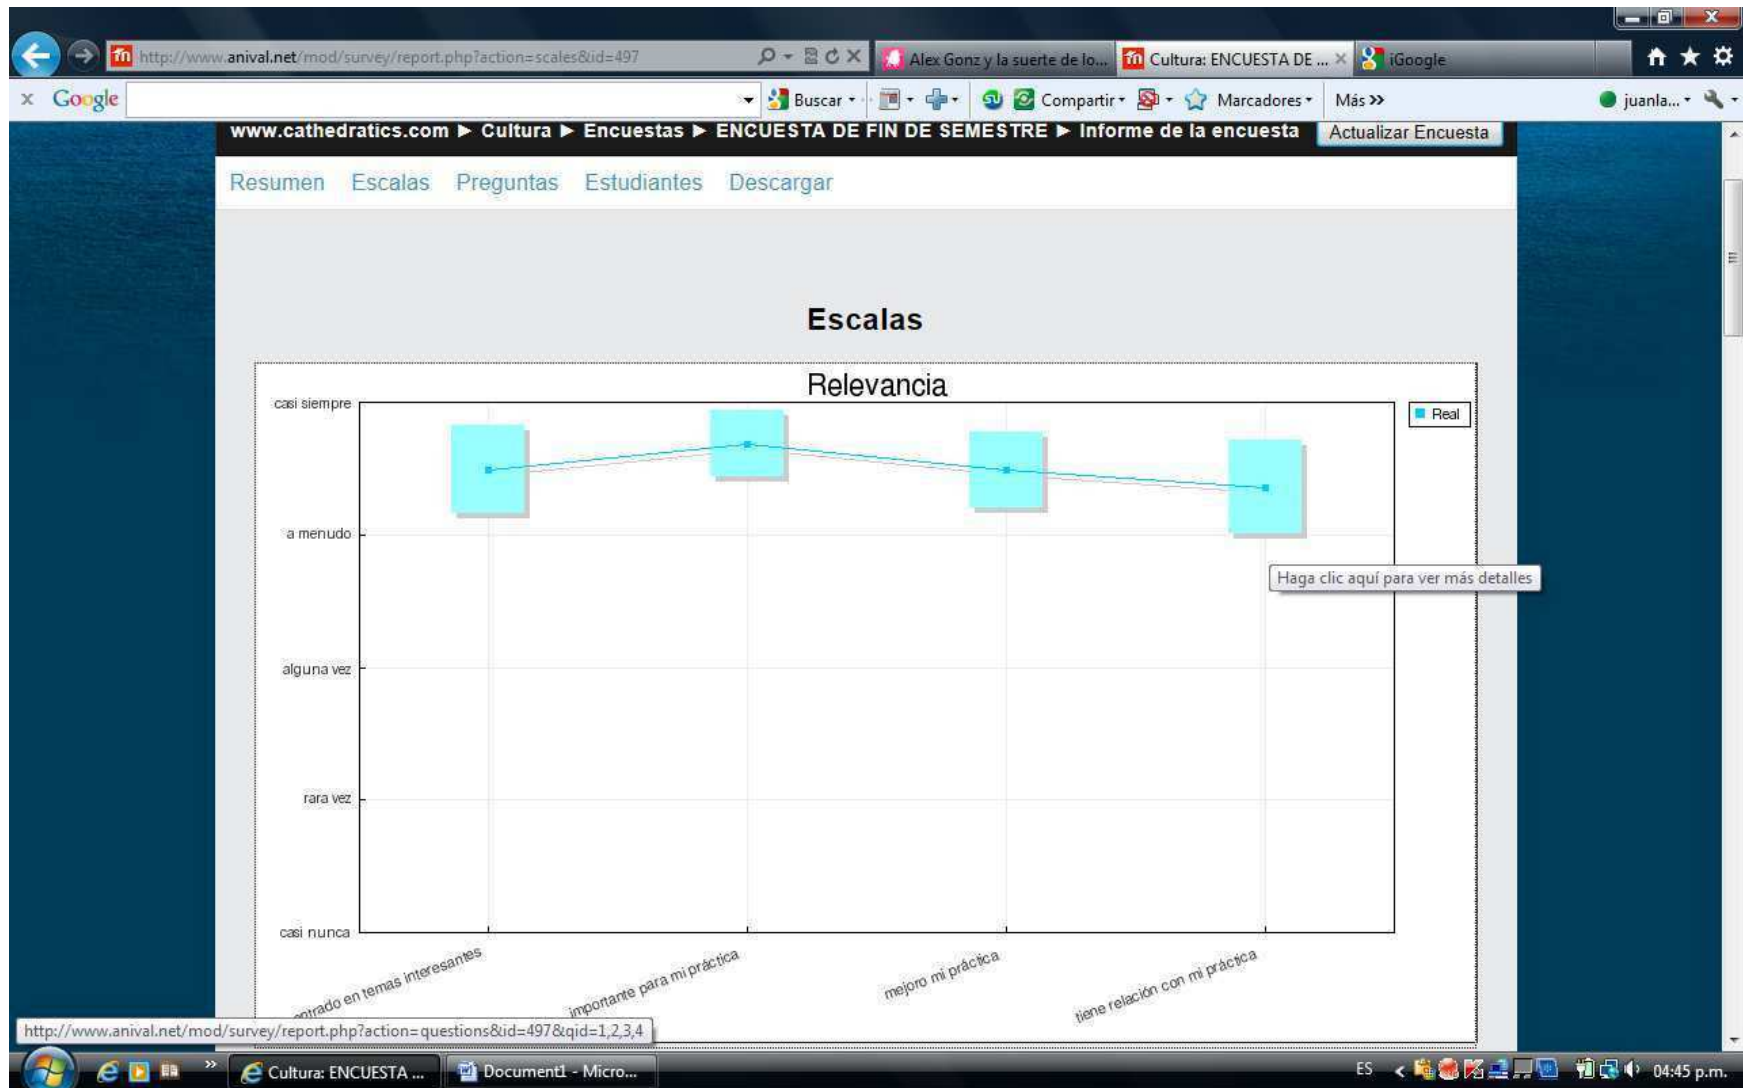 http://www.anival.net/mod/survey/report.php?action=scales&id=497
Alex Gonz y la suerte de lo...
Cultura: ENCUESTA DE ...
iGoogle
x Google
Buscar
Compartir
Marcadores
Más >>
juanla...
www.cathedratics.com ► Cultura ► Encuestas ► ENCUESTA DE FIN DE SEMESTRE ► Informe de la encuesta
Actualizar Encuesta
Resumen Escalas Preguntas Estudiantes Descargar
Escalas
Relevancia
casi siempre
Real
a menudo
Haga clic aquí para ver más detalles
alguna vez
rara vez
casi nunca
entrado en temas interesantes
importante para mi práctica
mejoro mi práctica
tiene relación con mi práctica
http://www.anival.net/mod/survey/report.php?action=questions&id=497&qid=1,2,3,4
Cultura: ENCUESTA ...
Document1 - Micro...
ES
04:45 p.m.